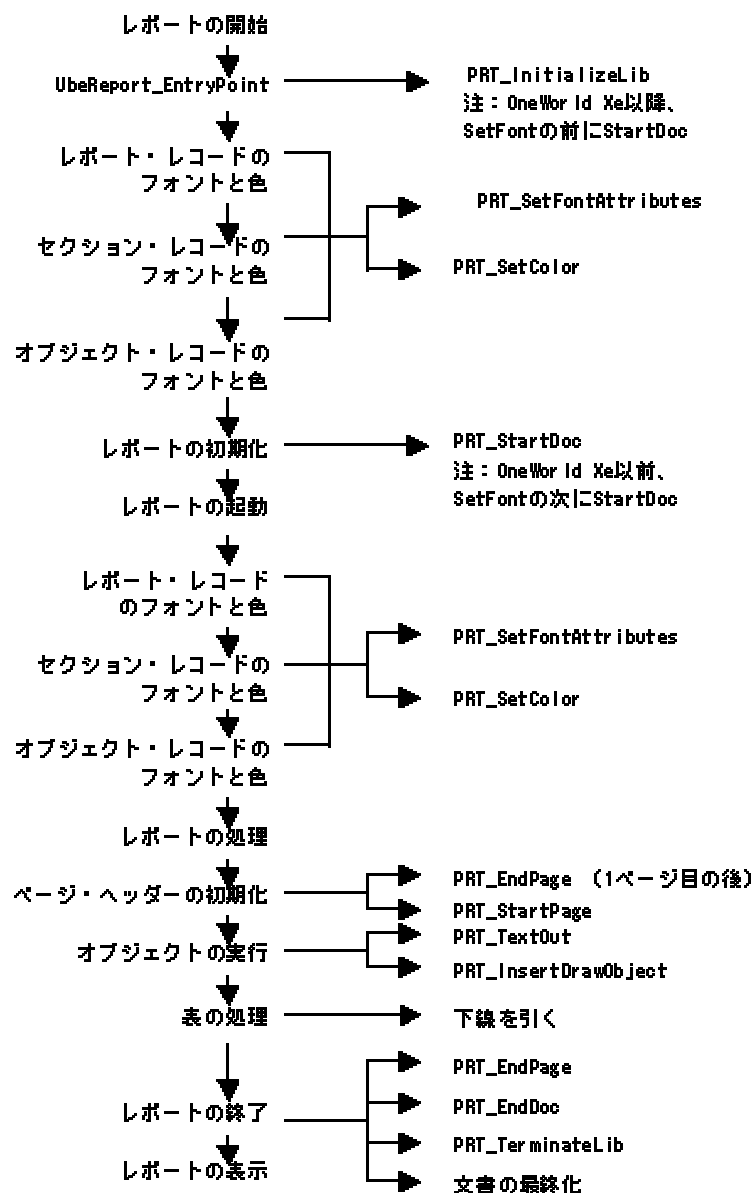 レポートの開始
UbeReport_EntryPoint
PRT_InitializeLib
注：OneWorld Xe以降、
SetFontの前にStartDoc
レポート・レコードの
フォントと色
PRT_SetFontAttributes
セクション・レコードの
フォントと色
PRT_SetColor
オブジェクト・レコードの
フォントと色
レポートの初期化
PRT_StartDoc
注：OneWorld Xe以前、
SetFontの次にStartDoc
レポートの起動
レポート・レコード
のフォントと色
PRT_SetFontAttributes
セクション・レコードの
フォントと色
PRT_SetColor
オブジェクト・レコードの
フォントと色
レポートの処理
ページ・ヘッダーの初期化
PRT_EndPage （1ページ目の後）
PRT_StartPage
オブジェクトの実行
PRT_TextOut
PRT_InsertDrawObject
表の処理
下線を引く
PRT_EndPage
レポートの終了
PRT_EndDoc
PRT_TerminateLib
レポートの表示
文書の最終化